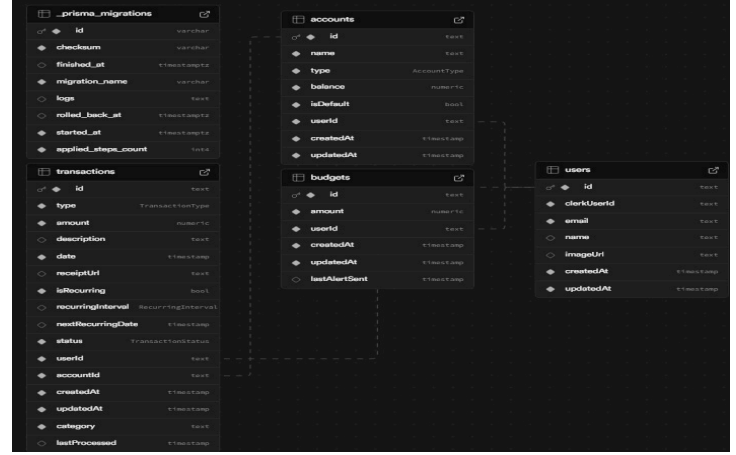 _prisma_migrations
id varchar
checksum varchar
finished_at timestamptz
migration_name varchar
logs text
rolled_back_at timestamptz
started_at timestamptz
applied_steps_count int4
transactions
id text
type TransactionType
amount numeric
description text
date timestamp
receiptUrl text
isRecurring bool
recurringInterval RecurringInterval
nextRecurringDate timestamp
status TransactionStatus
userId text
accountId text
createdAt timestamp
updatedAt timestamp
category text
lastProcessed timestamp
accounts
id text
name text
type AccountType
balance numeric
isDefault bool
userId text
createdAt timestamp
updatedAt timestamp
budgets
id text
amount numeric
userId text
createdAt timestamp
updatedAt timestamp
lastAlertSent timestamp
users
id text
clerkUserId text
email text
name text
imageUrl text
createdAt timestamp
updatedAt timestamp